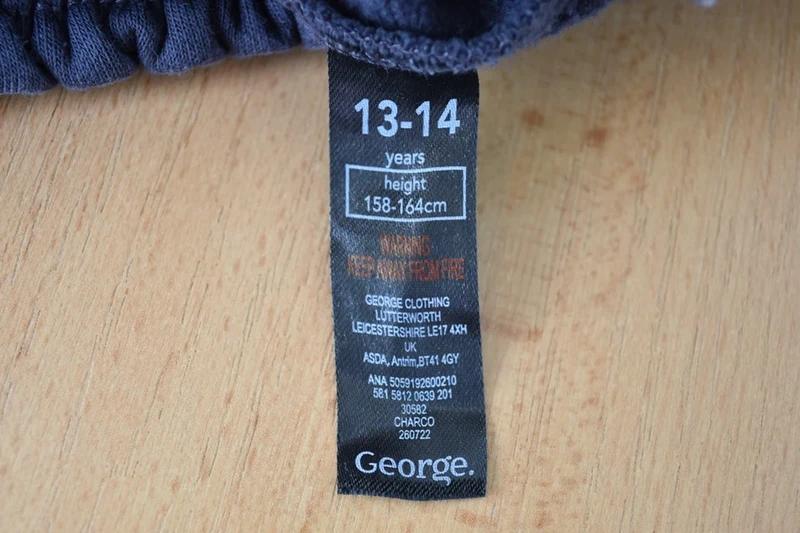 13-14
years
height
158-164cm
WARNING
KEEP AWAY FROM FIRE
GEORGE CLOTHING
LUTTERWORTH
LEICESTERSHIRE LE17 4XH
UK
ASDA, Antrim,BT41 4GY
ANA 5059192600210
581 5812 0639 201
30582
CHARCO
260722
George.